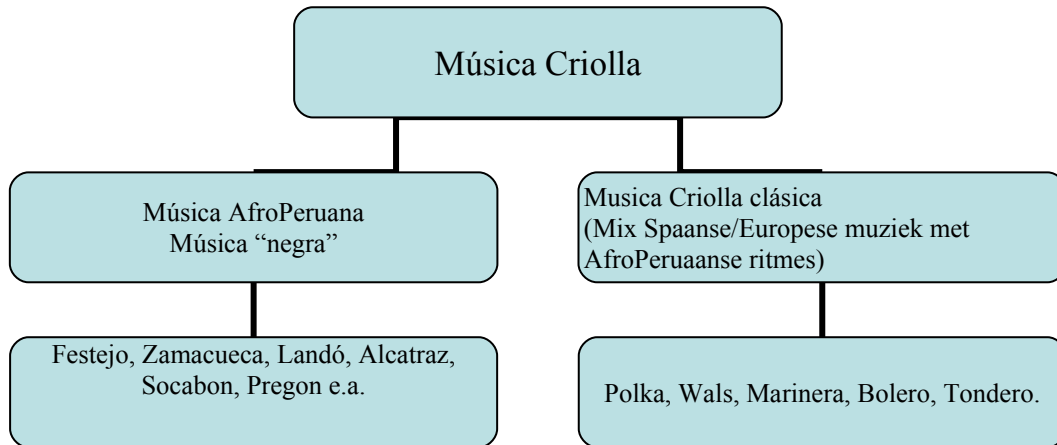 Música Criolla
Música AfroPeruana
Música “negra”
Musica Criolla clásica
(Mix Spaanse/Europese muziek met
AfroPeruaanse ritmes)
Festejo, Zamacueca, Landó, Alcatraz,
Socabon, Pregon e.a.
Polka, Wals, Marinera, Bolero, Tondero.